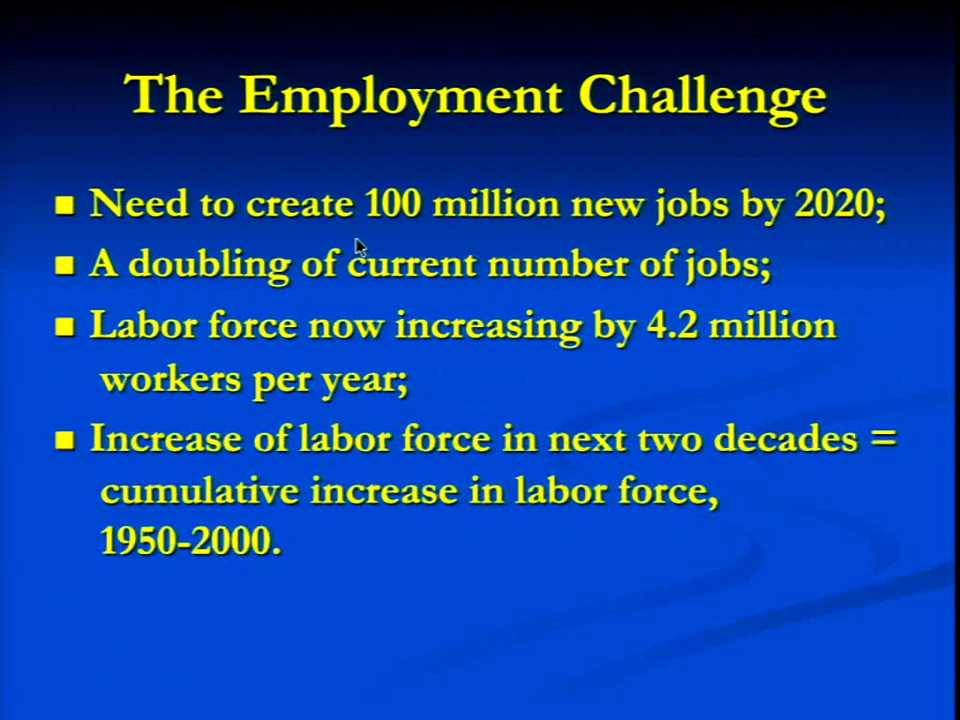 The Employment Challenge
Need to create 100 million new jobs by 2020;
A doubling of current number of jobs;
Labor force now increasing by 4.2 million
workers per year;
Increase of labor force in next two decades =
cumulative increase in labor force,
1950-2000.